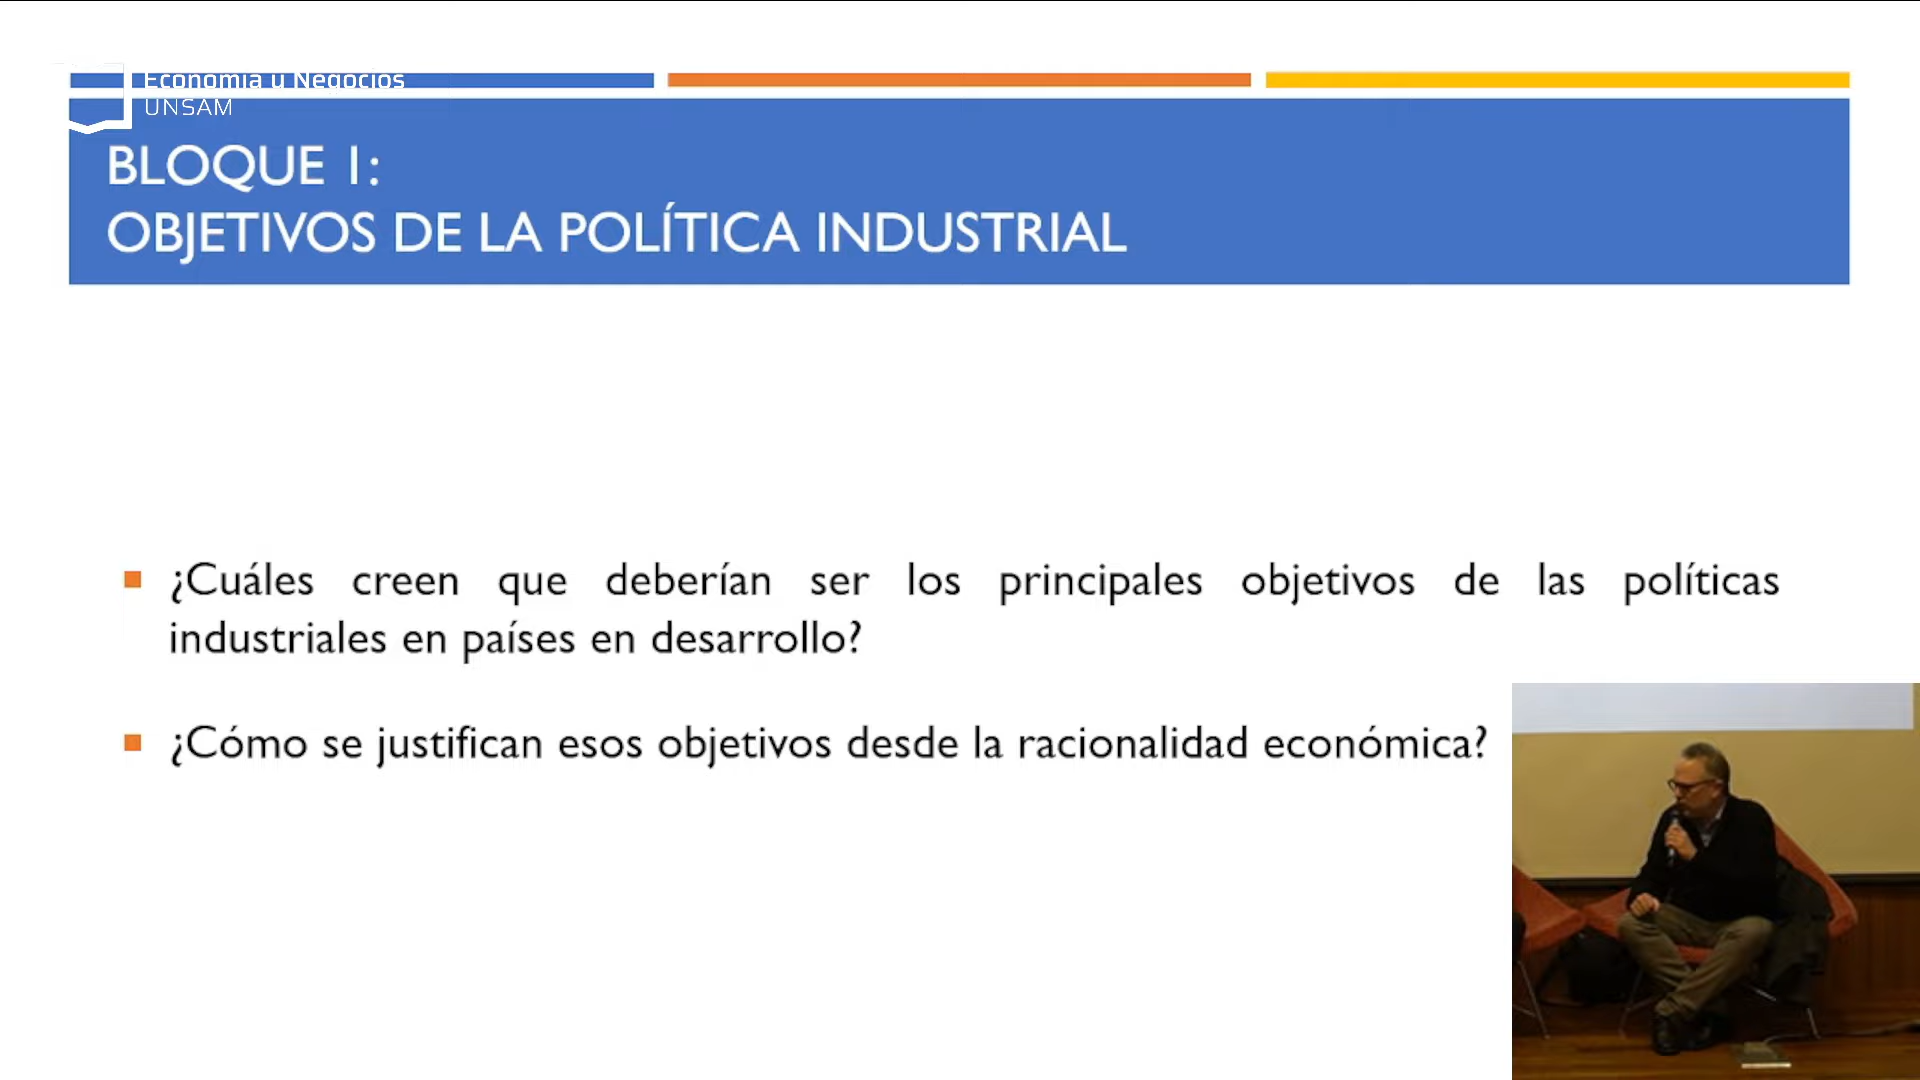 Economía y Negocios
UNSAM
BLOQUE 1:
OBJETIVOS DE LA POLÍTICA INDUSTRIAL
¿Cuáles creen que deberían ser los principales objetivos de las políticas
industriales en países en desarrollo?
¿Cómo se justifican esos objetivos desde la racionalidad económica?